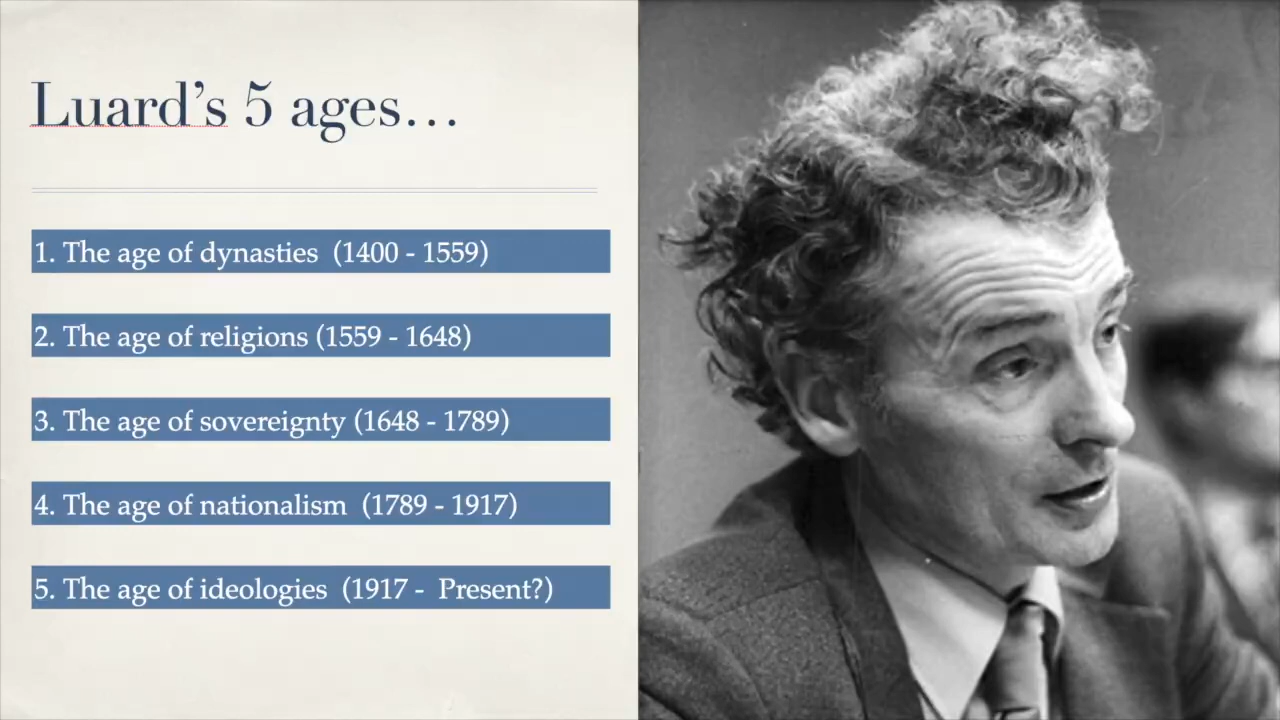 Luard's 5 ages...
1. The age of dynasties (1400 - 1559)
2. The age of religions (1559 - 1648)
3. The age of sovereignty (1648 - 1789)
4. The age of nationalism (1789 - 1917)
5. The age of ideologies (1917 - Present?)